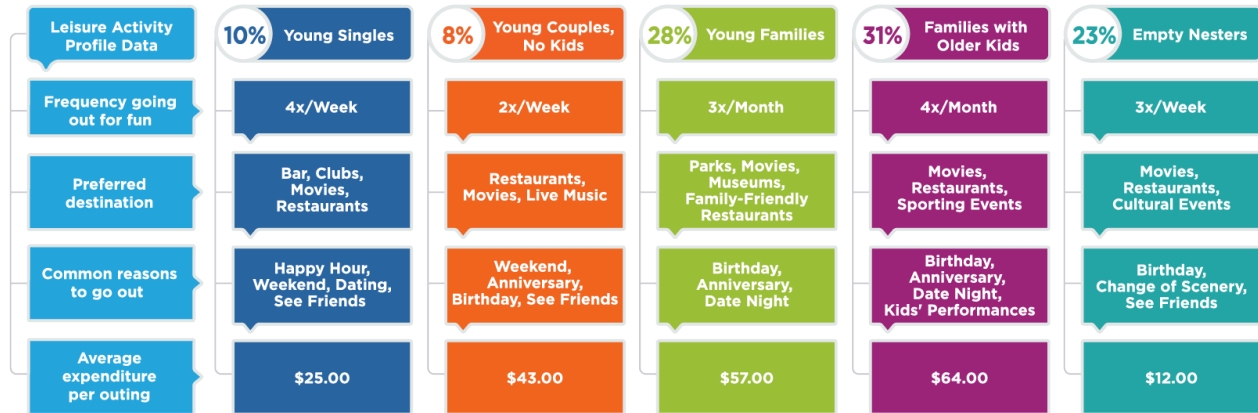 Leisure Activity
Profile Data
10% Young Singles
8% Young Couples,
No Kids
28% Young Families
31% Families with
Older Kids
23% Empty Nesters
Frequency going
out for fun
4x/Week
2x/Week
3x/Month
4x/Month
3x/Week
Preferred
destination
Bar, Clubs,
Movies,
Restaurants
Restaurants,
Movies, Live Music
Parks, Movies,
Museums,
Family-Friendly
Restaurants
Movies,
Restaurants,
Sporting Events
Movies,
Restaurants,
Cultural Events
Common reasons
to go out
Happy Hour,
Weekend, Dating,
See Friends
Weekend,
Anniversary,
Birthday, See Friends
Birthday,
Anniversary,
Date Night
Birthday,
Anniversary,
Date Night,
Kids' Performances
Birthday,
Change of Scenery,
See Friends
Average
expenditure
per outing
$25.00
$43.00
$57.00
$64.00
$12.00